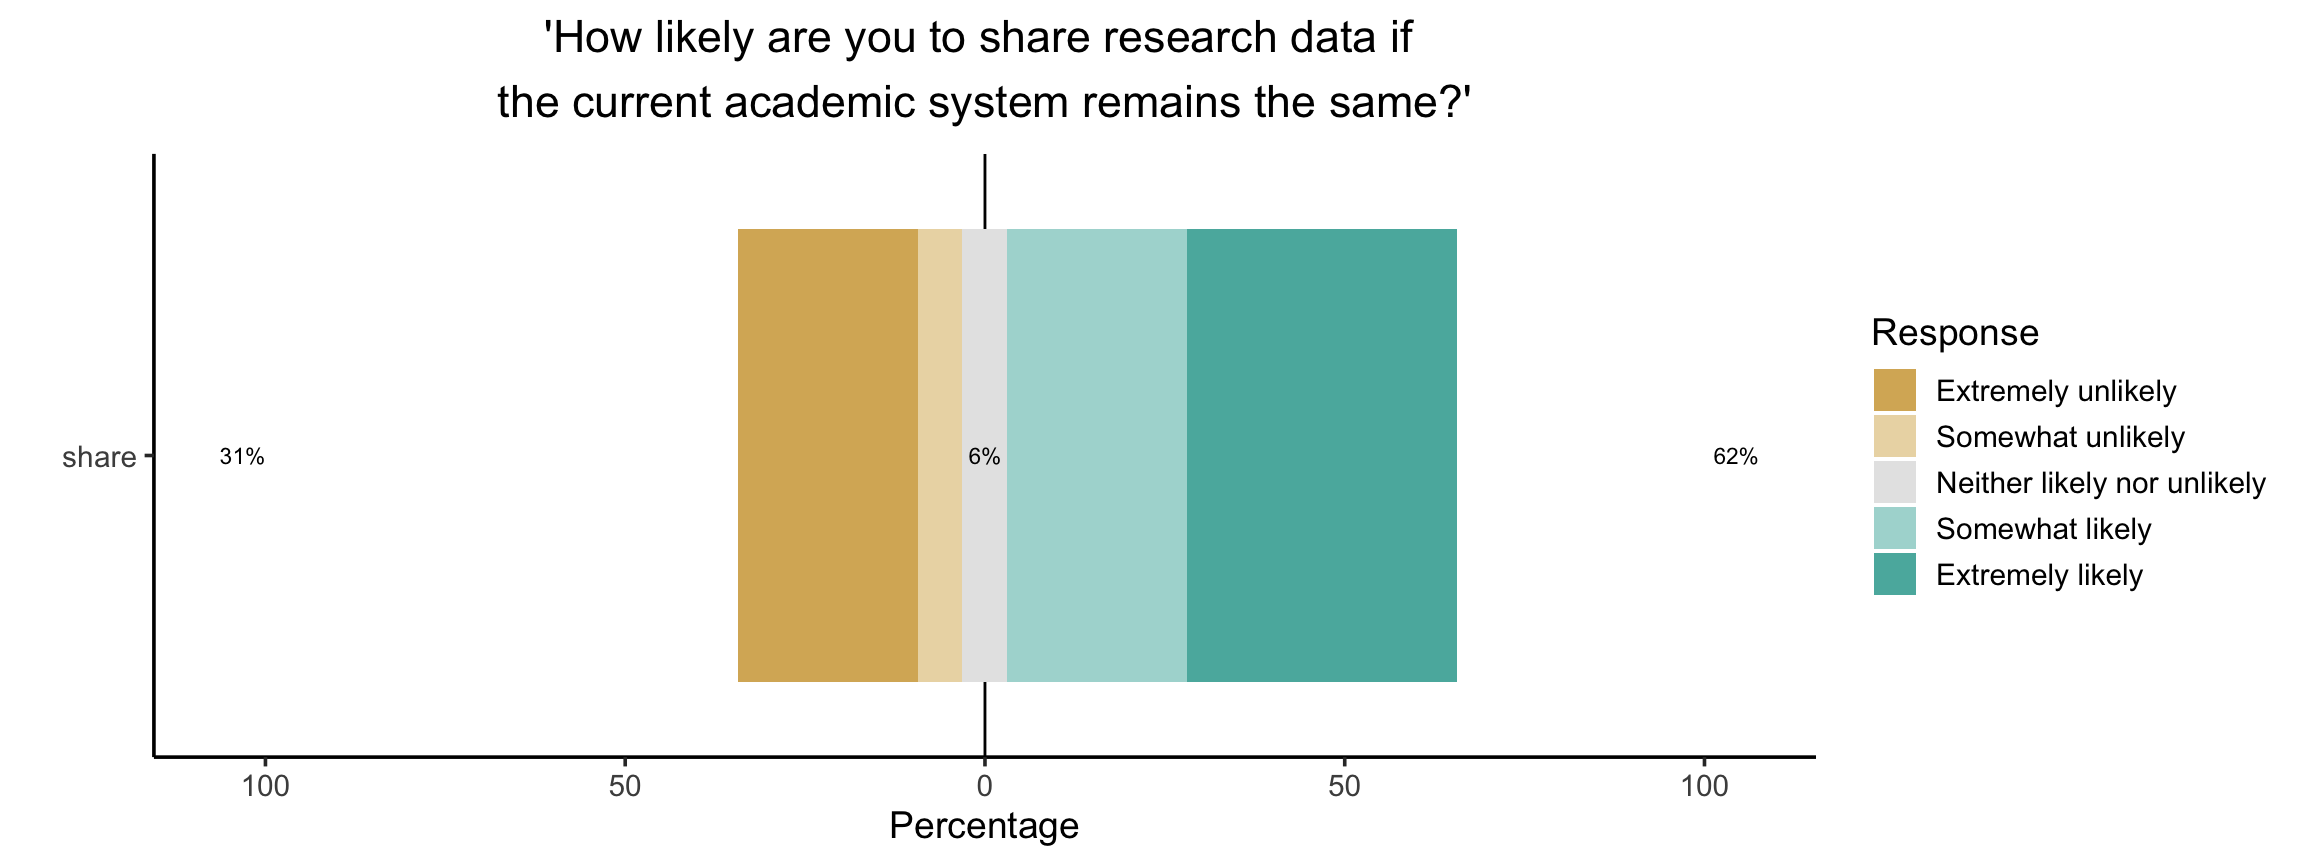 'How likely are you to share research data if
the current academic system remains the same?'
share
31%
6%
62%
100
50
0
50
100
Percentage
Response
Extremely unlikely
Somewhat unlikely
Neither likely nor unlikely
Somewhat likely
Extremely likely